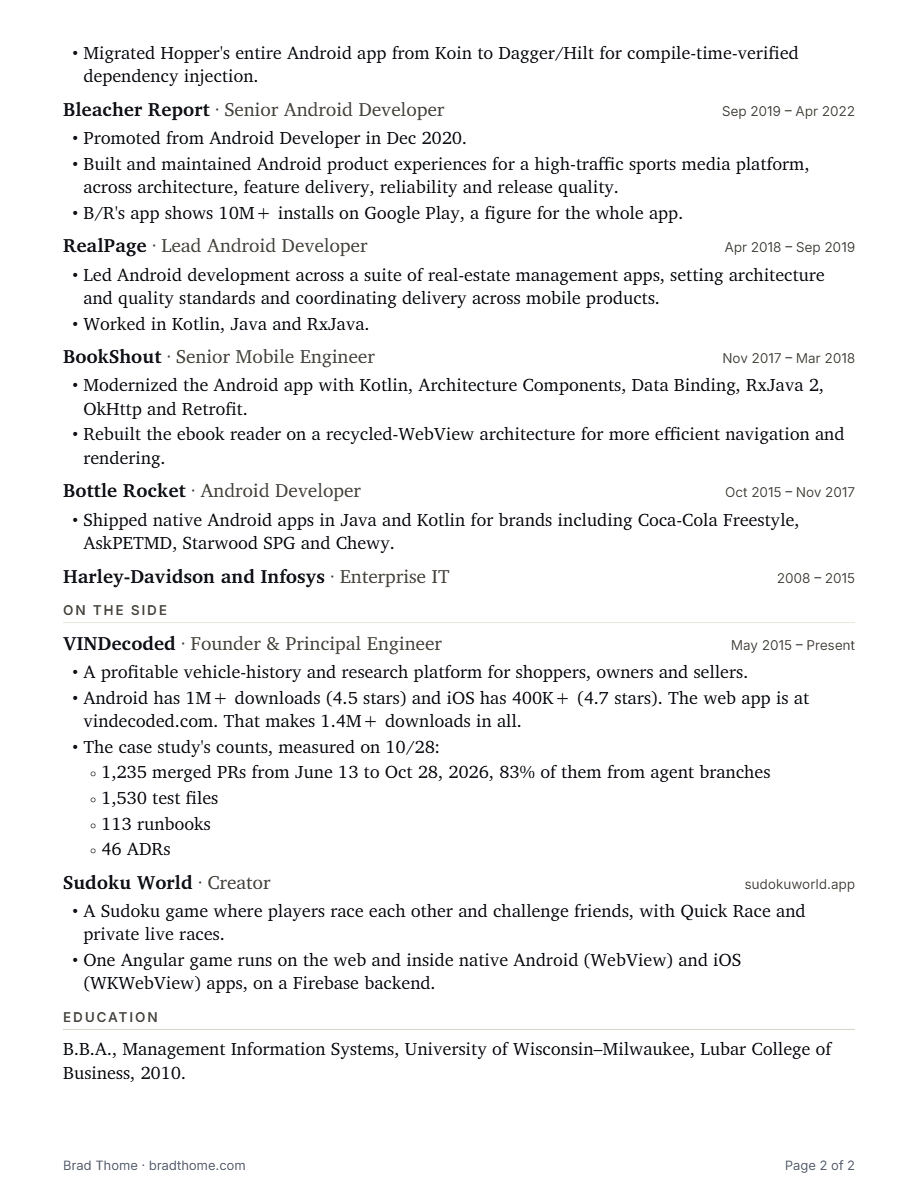 • Migrated Hopper's entire Android app from Koin to Dagger/Hilt for compile-time-verified
dependency injection.
Bleacher Report · Senior Android Developer Sep 2019 – Apr 2022
• Promoted from Android Developer in Dec 2020.
• Built and maintained Android product experiences for a high-traffic sports media platform,
across architecture, feature delivery, reliability and release quality.
• B/R's app shows 10M+ installs on Google Play, a figure for the whole app.
RealPage · Lead Android Developer Apr 2018 – Sep 2019
• Led Android development across a suite of real-estate management apps, setting architecture
and quality standards and coordinating delivery across mobile products.
• Worked in Kotlin, Java and RxJava.
BookShout · Senior Mobile Engineer Nov 2017 – Mar 2018
• Modernized the Android app with Kotlin, Architecture Components, Data Binding, RxJava 2,
OkHttp and Retrofit.
• Rebuilt the ebook reader on a recycled-WebView architecture for more efficient navigation and
rendering.
Bottle Rocket · Android Developer Oct 2015 – Nov 2017
• Shipped native Android apps in Java and Kotlin for brands including Coca-Cola Freestyle,
AskPETMD, Starwood SPG and Chewy.
Harley-Davidson and Infosys · Enterprise IT 2008 – 2015
ON THE SIDE
VINDecoded · Founder & Principal Engineer May 2015 – Present
• A profitable vehicle-history and research platform for shoppers, owners and sellers.
• Android has 1M+ downloads (4.5 stars) and iOS has 400K+ (4.7 stars). The web app is at
vindecoded.com. That makes 1.4M+ downloads in all.
• The case study's counts, measured on 10/28:
◦ 1,235 merged PRs from June 13 to Oct 28, 2026, 83% of them from agent branches
◦ 1,530 test files
◦ 113 runbooks
◦ 46 ADRs
Sudoku World · Creator sudokuworld.app
• A Sudoku game where players race each other and challenge friends, with Quick Race and
private live races.
• One Angular game runs on the web and inside native Android (WebView) and iOS
(WKWebView) apps, on a Firebase backend.
EDUCATION
B.B.A., Management Information Systems, University of Wisconsin–Milwaukee, Lubar College of
Business, 2010.
Brad Thome · bradthome.com Page 2 of 2